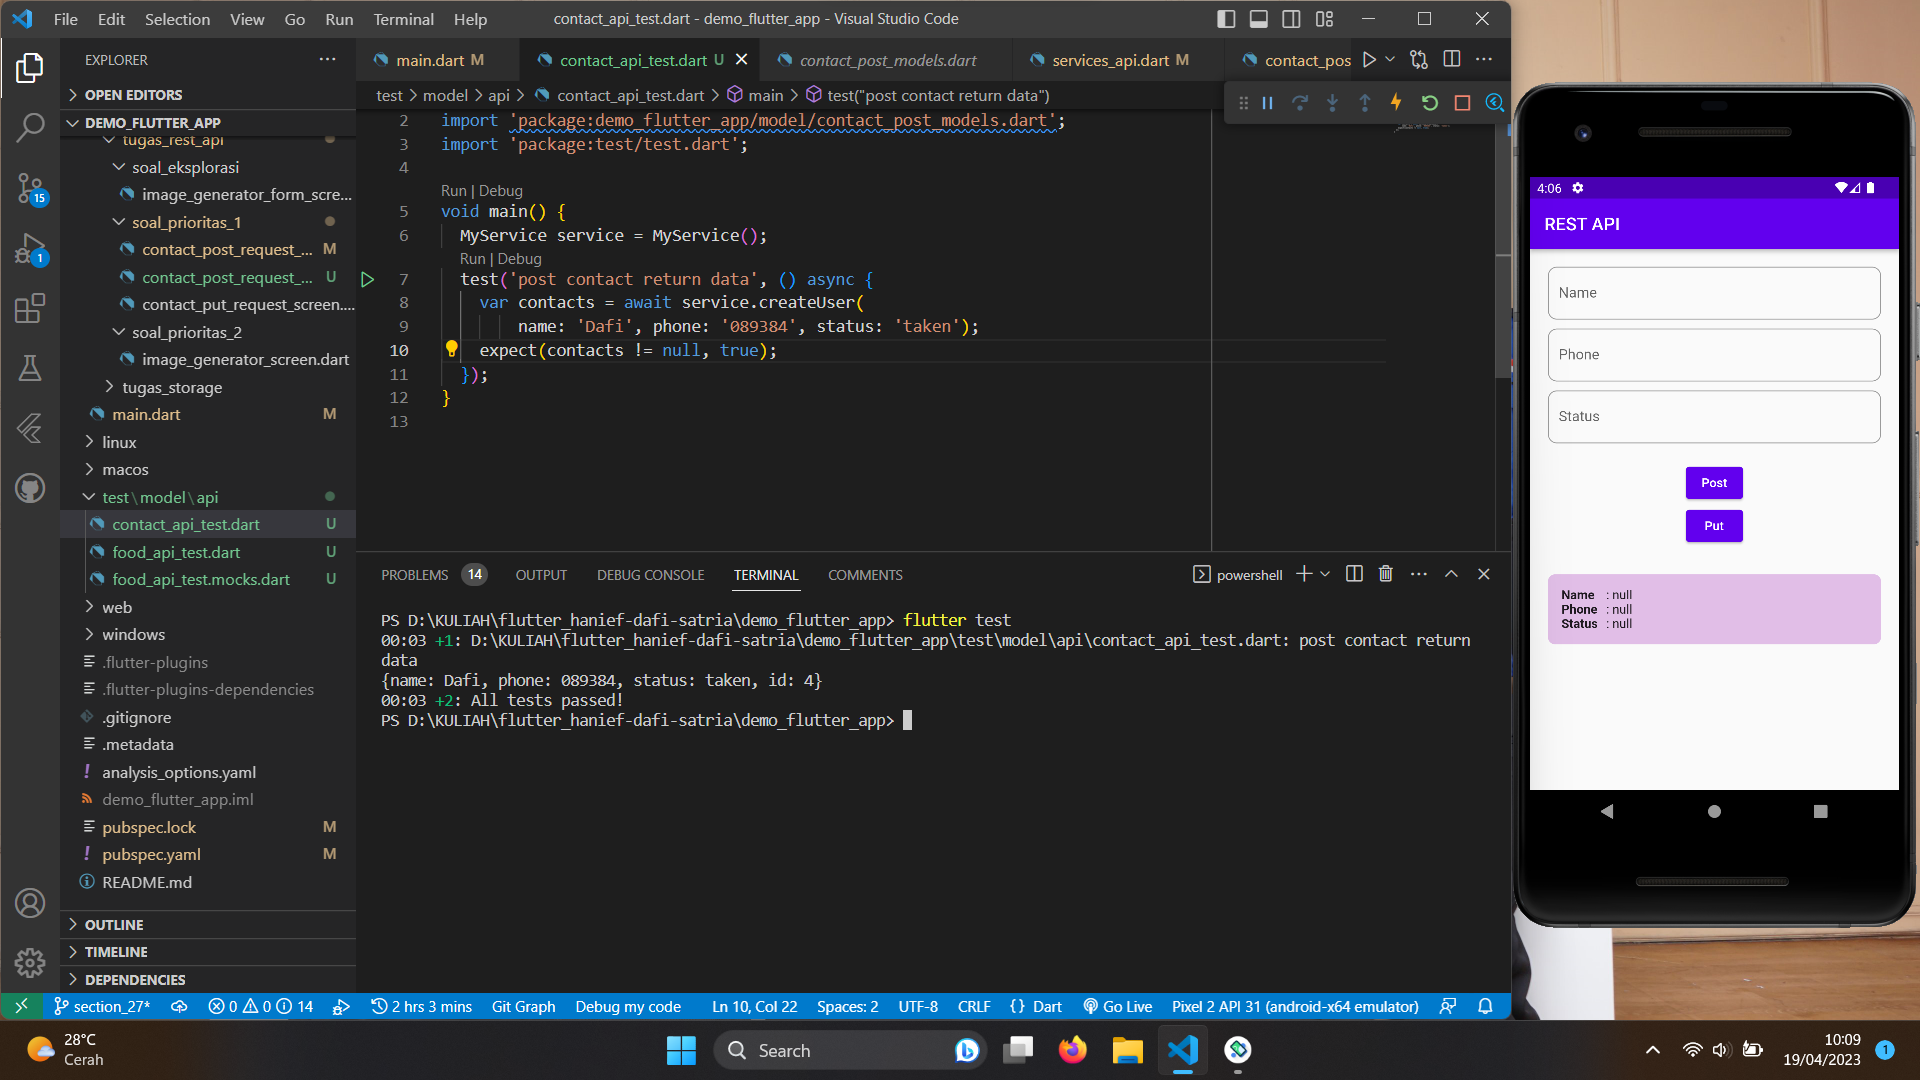 File Edit Selection View Go Run Terminal Help
contact_api_test.dart - demo_flutter_app - Visual Studio Code
EXPLORER
OPEN EDITORS
DEMO_FLUTTER_APP
tugas_rest_api
soal_eksplorasi
image_generator_form_scre...
soal_prioritas_1
contact_post_request_... M
contact_post_request_... U
contact_put_request_screen....
soal_prioritas_2
image_generator_screen.dart
tugas_storage
main.dart M
linux
macos
test\model\api
contact_api_test.dart U
food_api_test.dart U
food_api_test.mocks.dart U
web
windows
.flutter-plugins
.flutter-plugins-dependencies
.gitignore
.metadata
analysis_options.yaml
demo_flutter_app.iml
pubspec.lock M
pubspec.yaml M
README.md
OUTLINE
TIMELINE
DEPENDENCIES
15
1
main.dart M
contact_api_test.dart U
contact_post_models.dart
services_api.dart M
contact_pos
test > model > api > contact_api_test.dart > main > test("post contact return data")
2 import 'package:demo_flutter_app/model/contact_post_models.dart';
3 import 'package:test/test.dart';
4
Run | Debug
5 void main() {
6 MyService service = MyService();
Run | Debug
7 test('post contact return data', () async {
8 var contacts = await service.createUser(
9 name: 'Dafi', phone: '089384', status: 'taken');
10 expect(contacts != null, true);
11 });
12 }
13
PROBLEMS 14 OUTPUT DEBUG CONSOLE TERMINAL COMMENTS
powershell
PS D:\KULIAH\flutter_hanief-dafi-satria\demo_flutter_app> flutter test
00:03 +1: D:\KULIAH\flutter_hanief-dafi-satria\demo_flutter_app\test\model\api\contact_api_test.dart: post contact return
data
{name: Dafi, phone: 089384, status: taken, id: 4}
00:03 +2: All tests passed!
PS D:\KULIAH\flutter_hanief-dafi-satria\demo_flutter_app>
section_27* 0 0 14 2 hrs 3 mins Git Graph Debug my code Ln 10, Col 22 Spaces: 2 UTF-8 CRLF {} Dart Go Live Pixel 2 API 31 (android-x64 emulator)
4:06
REST API
Name
Phone
Status
Post
Put
Name : null
Phone : null
Status : null
28°C
Cerah
Search
10:09
19/04/2023
1